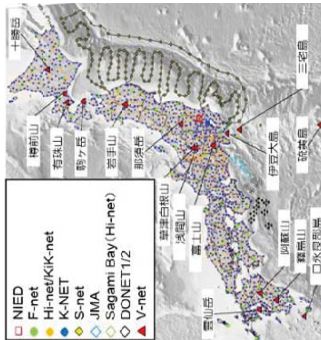 十勝岳
樽前山
有珠山
駒ヶ岳
岩手山
那須岳
草津白根山
浅間山
富士山
三宅島
伊豆大島
硫黄島
阿蘇山
霧島山
口永良部島
雲仙岳
NIED
F-net
Hi-net/KiK-net
K-NET
S-net
JMA
Sagami Bay(Hi-net)
DONET1/2
V-net